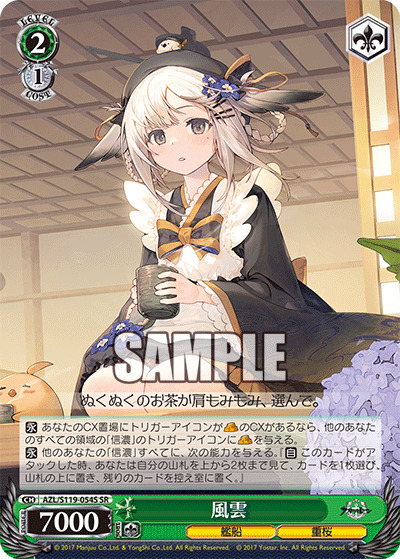 LEVEL
2
1
COST
SAMPLE
ぬくぬくのお茶が肩もみもみ、選んで。
永 あなたのCX置場にトリガーアイコンが のCXがあるなら、他のあなた
のすべての領域の「信濃」のトリガーアイコンに を与える。
永 他のあなたの「信濃」すべてに、次の能力を与える。『自 このカードがア
タックした時、あなたは自分の山札を上から2枚まで見て、カードを1枚選び、
山札の上に置き、残りのカードを控え室に置く。』
CH AZL/S119-054S SR
7000
風雲
艦船
重桜
© 2017 Manjuu Co.,Ltd. & YongShi Co.,Ltd. All Rights Reserved. © 2017 Yostar, Inc. All Rights Reserved.